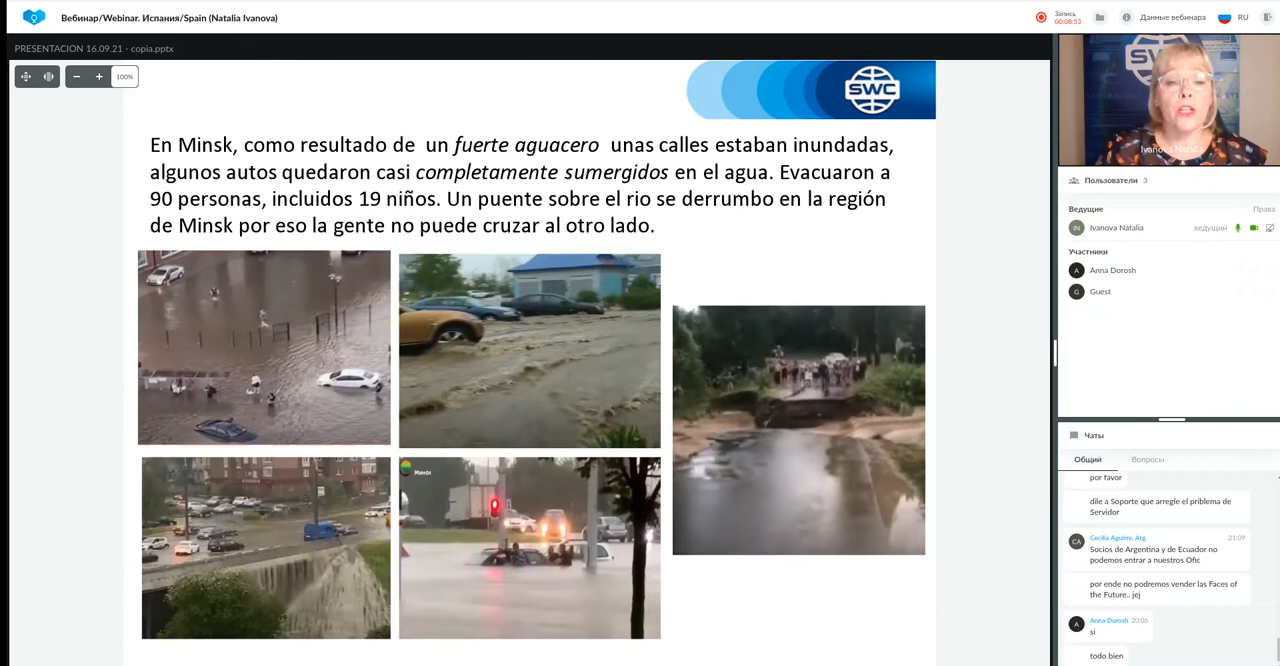 Вебинар/Webinar. Испания/Spain (Natalia Ivanova)
Запись
00:08:53
Данные вебинара
RU
PRESENTACION 16.09.21 - copia.pptx
100%
SWC
En Minsk, como resultado de un fuerte aguacero unas calles estaban inundadas,
algunos autos quedaron casi completamente sumergidos en el agua. Evacuaron a
90 personas, incluidos 19 niños. Un puente sobre el rio se derrumbo en la región
de Minsk por eso la gente no puede cruzar al otro lado.
Минск
Ivanova Natalia
Пользователи 3
Ведущие
Права
IN
Ivanova Natalia
ведущий
Участники
A
Anna Dorosh
G
Guest
Чаты
Общий
Вопросы
por favor
dile a Soporte que arregle el priblema de
Servidor
CA
Cecilia Aguirre, Arg.
21:09
Socios de Argentina y de Ecuador no
podemos entrar a nuestros Ofic
por ende no podremos vender las Faces of
the Future.. jej
A
Anna Dorosh 20:06
si
todo bien